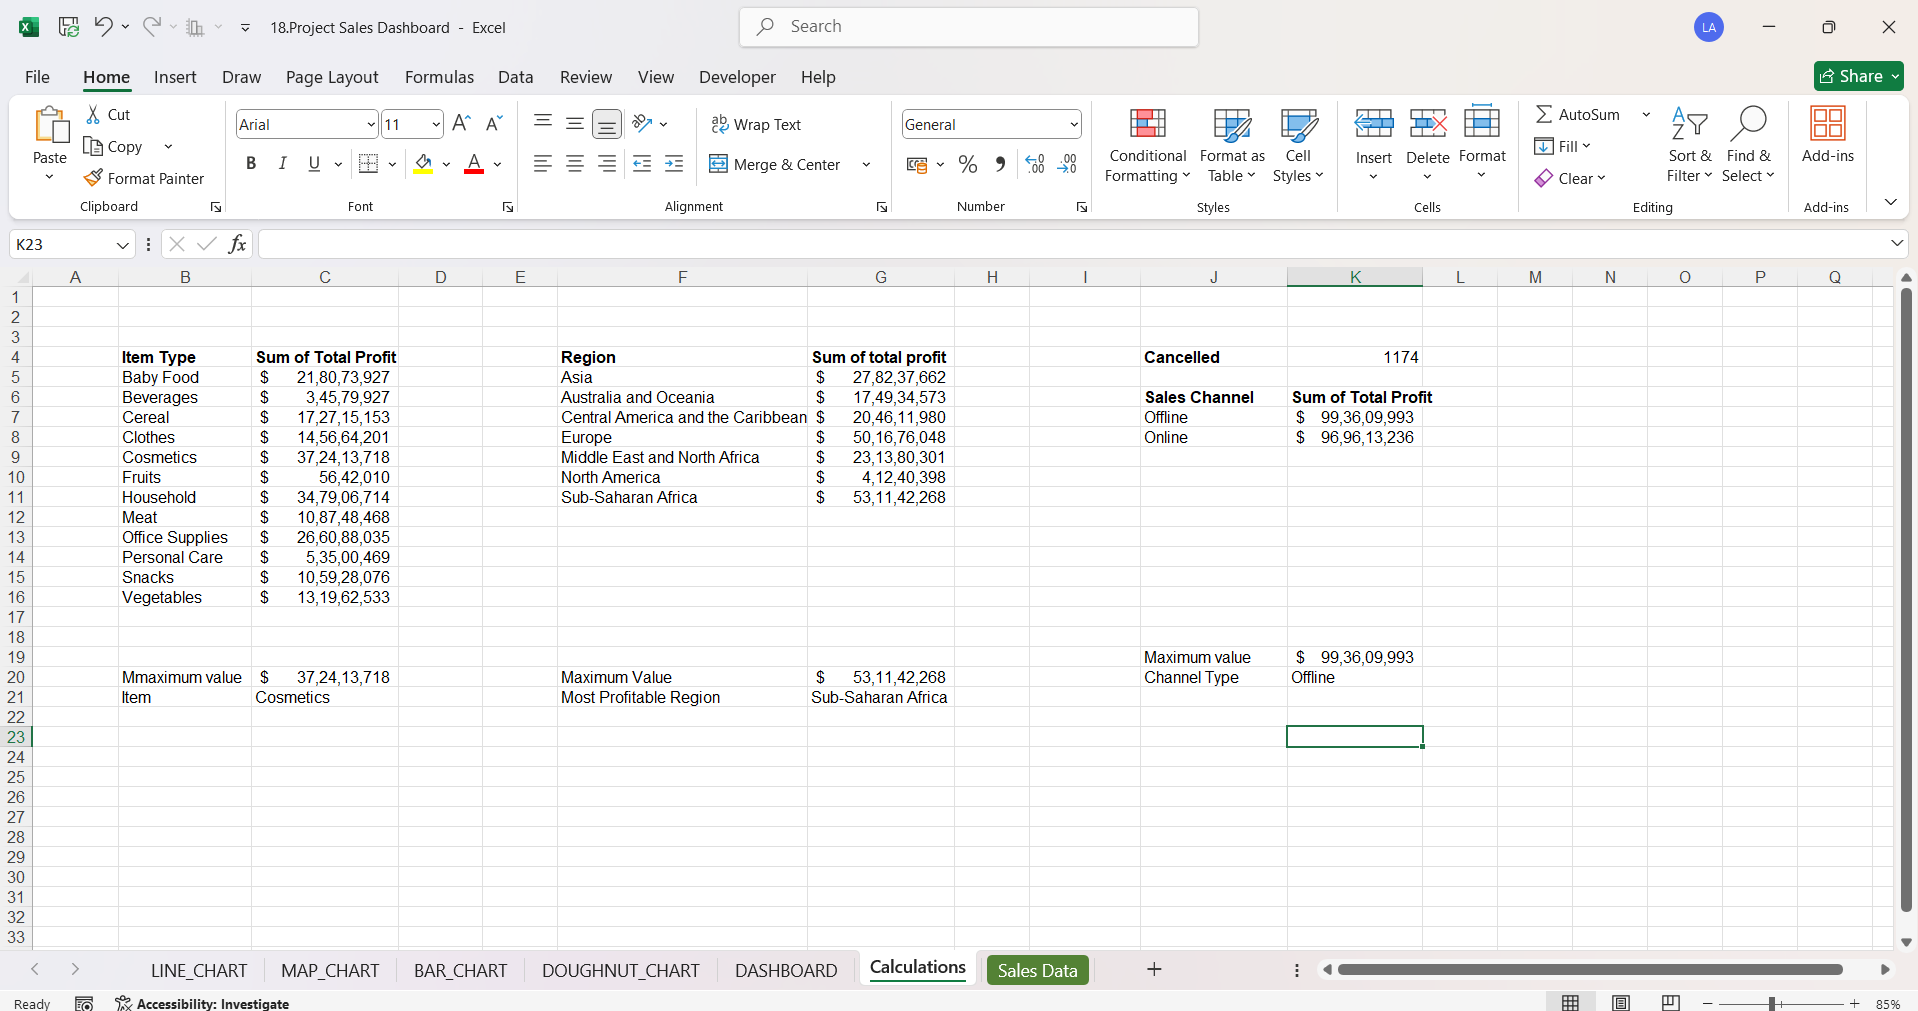 18.Project Sales Dashboard - Excel
Search
LA
File Home Insert Draw Page Layout Formulas Data Review View Developer Help
Share
Paste
Cut
Copy
Format Painter
Clipboard
Arial 11
B I U A
Font
Wrap Text
Merge & Center
Alignment
General
Number
Conditional Formatting
Format as Table
Cell Styles
Styles
Insert Delete Format
Cells
AutoSum
Fill
Clear
Sort & Filter
Find & Select
Editing
Add-ins
Add-ins
K23 fx
A B C D E F G H I J K L M N O P Q
1
2
3
4 Item Type Sum of Total Profit Region Sum of total profit Cancelled 1174
5 Baby Food $ 21,80,73,927 Asia $ 27,82,37,662
6 Beverages $ 3,45,79,927 Australia and Oceania $ 17,49,34,573 Sales Channel Sum of Total Profit
7 Cereal $ 17,27,15,153 Central America and the Caribbean $ 20,46,11,980 Offline $ 99,36,09,993
8 Clothes $ 14,56,64,201 Europe $ 50,16,76,048 Online $ 96,96,13,236
9 Cosmetics $ 37,24,13,718 Middle East and North Africa $ 23,13,80,301
10 Fruits $ 56,42,010 North America $ 4,12,40,398
11 Household $ 34,79,06,714 Sub-Saharan Africa $ 53,11,42,268
12 Meat $ 10,87,48,468
13 Office Supplies $ 26,60,88,035
14 Personal Care $ 5,35,00,469
15 Snacks $ 10,59,28,076
16 Vegetables $ 13,19,62,533
17
18
19 Maximum value $ 99,36,09,993
20 Mmaximum value $ 37,24,13,718 Maximum Value $ 53,11,42,268 Channel Type Offline
21 Item Cosmetics Most Profitable Region Sub-Saharan Africa
22
23
24
25
26
27
28
29
30
31
32
33
LINE_CHART MAP_CHART BAR_CHART DOUGHNUT_CHART DASHBOARD Calculations Sales Data
Ready Accessibility: Investigate 85%